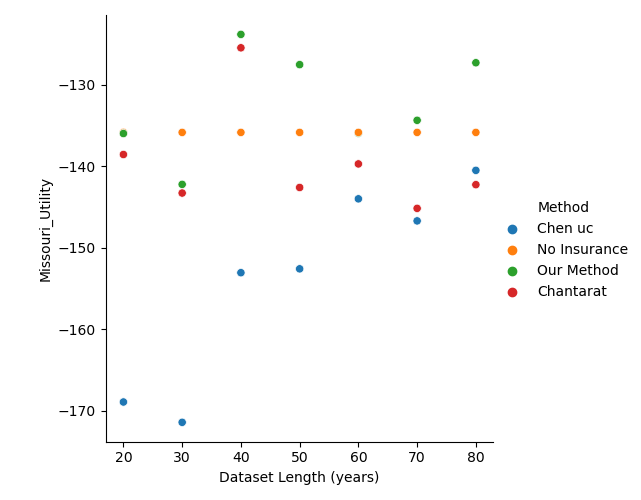 Missouri_Utility
−130
−140
−150
−160
−170
20 30 40 50 60 70 80
Dataset Length (years)
Method
Chen uc
No Insurance
Our Method
Chantarat